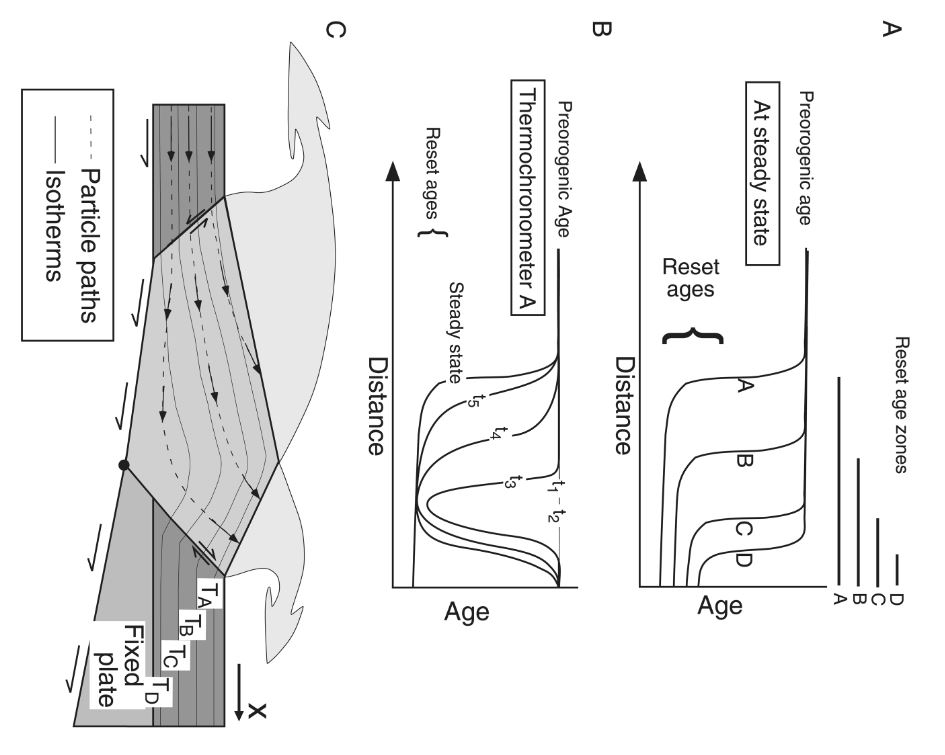 A
Reset age zones
D
C
B
A
Preorogenic age
At steady state
Reset
ages
A
B
C
D
Age
Distance
B
Preorogenic Age
Thermochronometer A
Reset ages
Steady state
t5
t4
t3
t1 - t2
Age
Distance
C
X
TA
TB
TC
TD
Fixed
plate
Particle paths
Isotherms